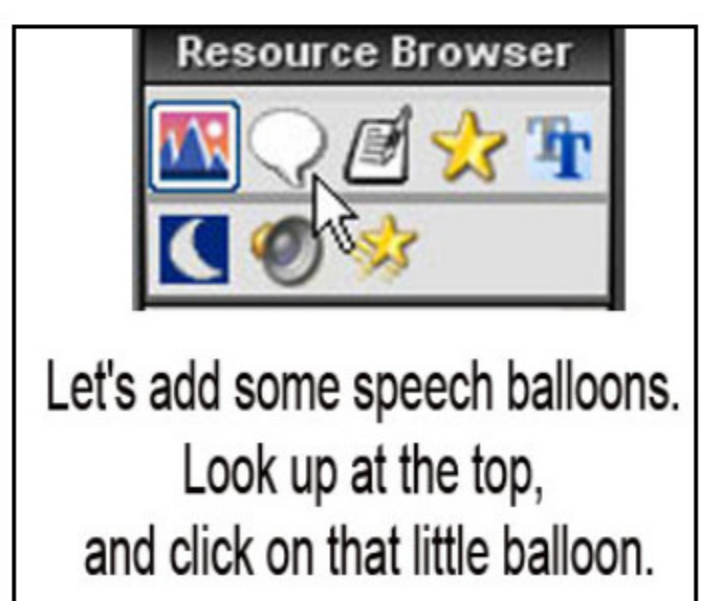 Resource Browser
Let's add some speech balloons.
Look up at the top,
and click on that little balloon.